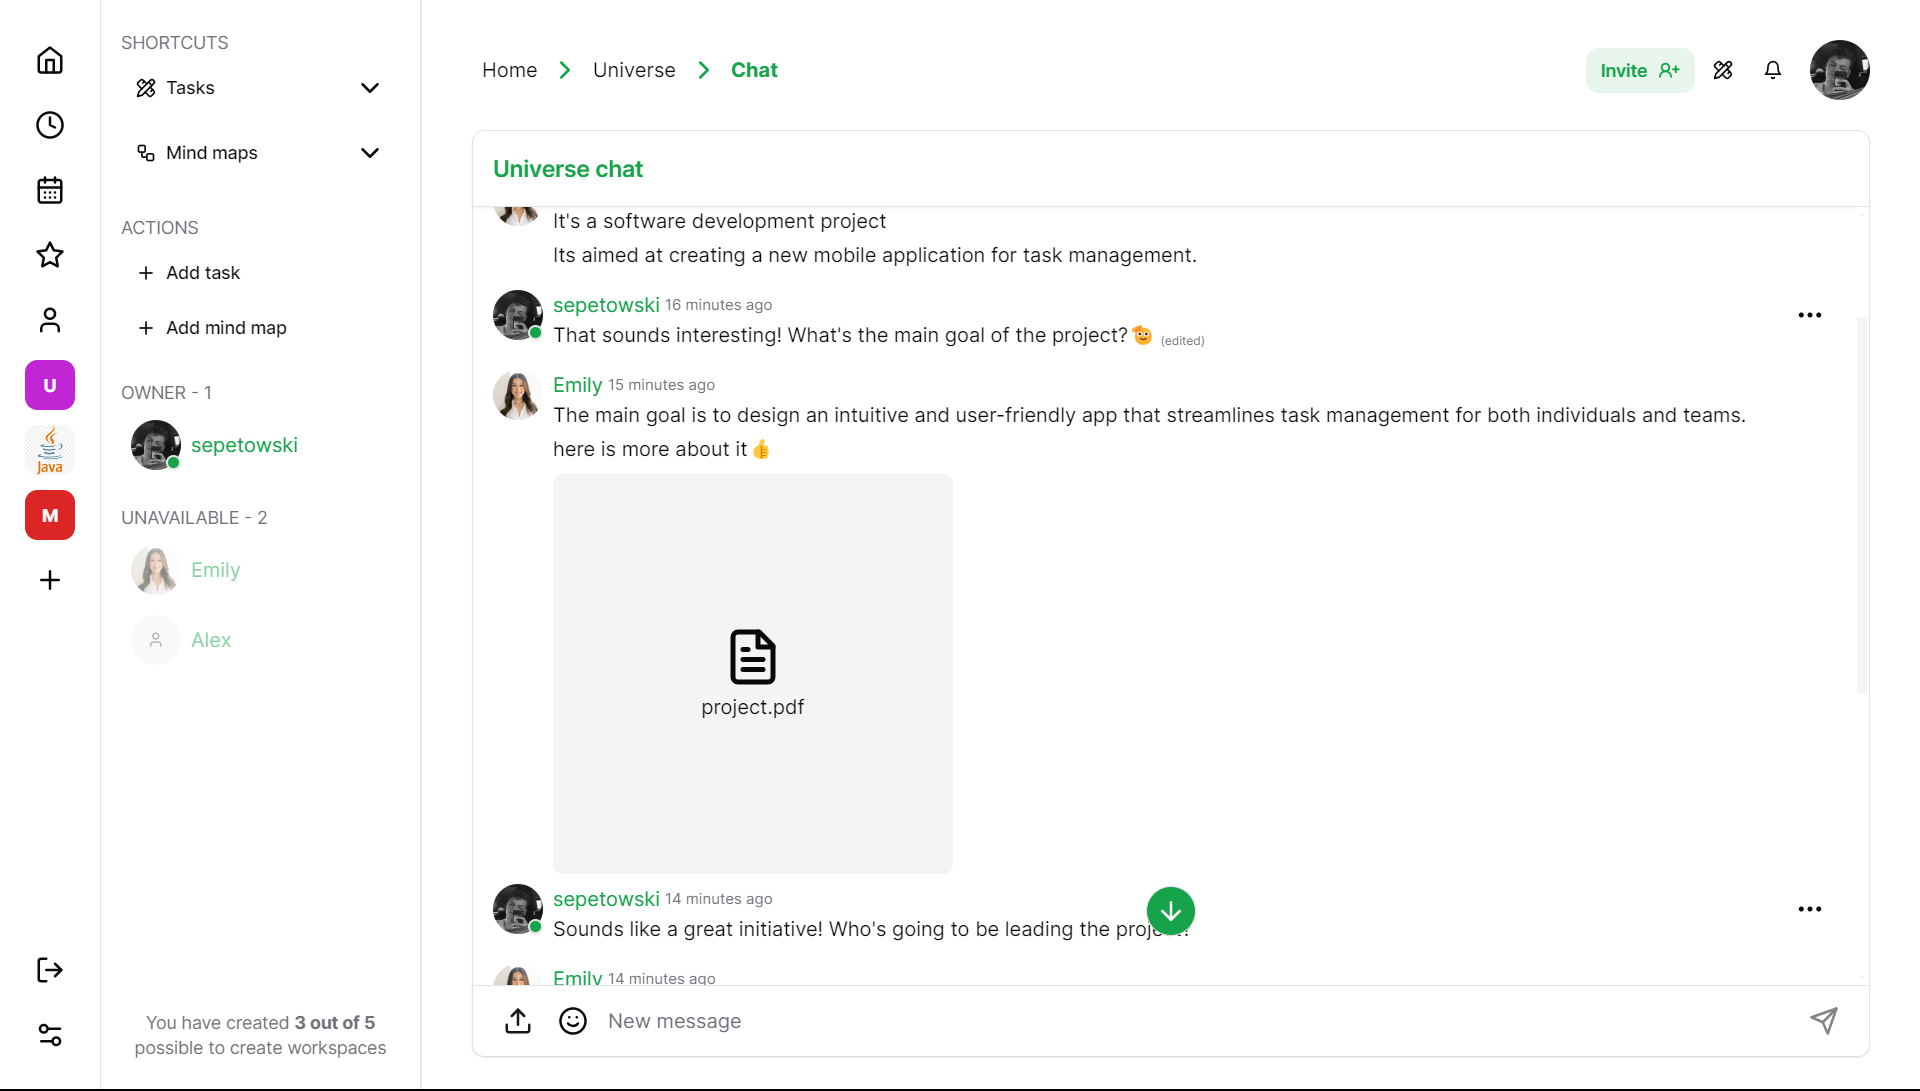 SHORTCUTS
Tasks
Mind maps
ACTIONS
+ Add task
+ Add mind map
OWNER - 1
sepetowski
UNAVAILABLE - 2
Emily
Alex
U
Java
M
You have created 3 out of 5
possible to create workspaces
Home > Universe > Chat
Invite
Universe chat
It's a software development project
Its aimed at creating a new mobile application for task management.
sepetowski 16 minutes ago
That sounds interesting! What's the main goal of the project?🫡 (edited)
Emily 15 minutes ago
The main goal is to design an intuitive and user-friendly app that streamlines task management for both individuals and teams.
here is more about it👍
project.pdf
sepetowski 14 minutes ago
Sounds like a great initiative! Who's going to be leading the
Emily 14 minutes ago
New message